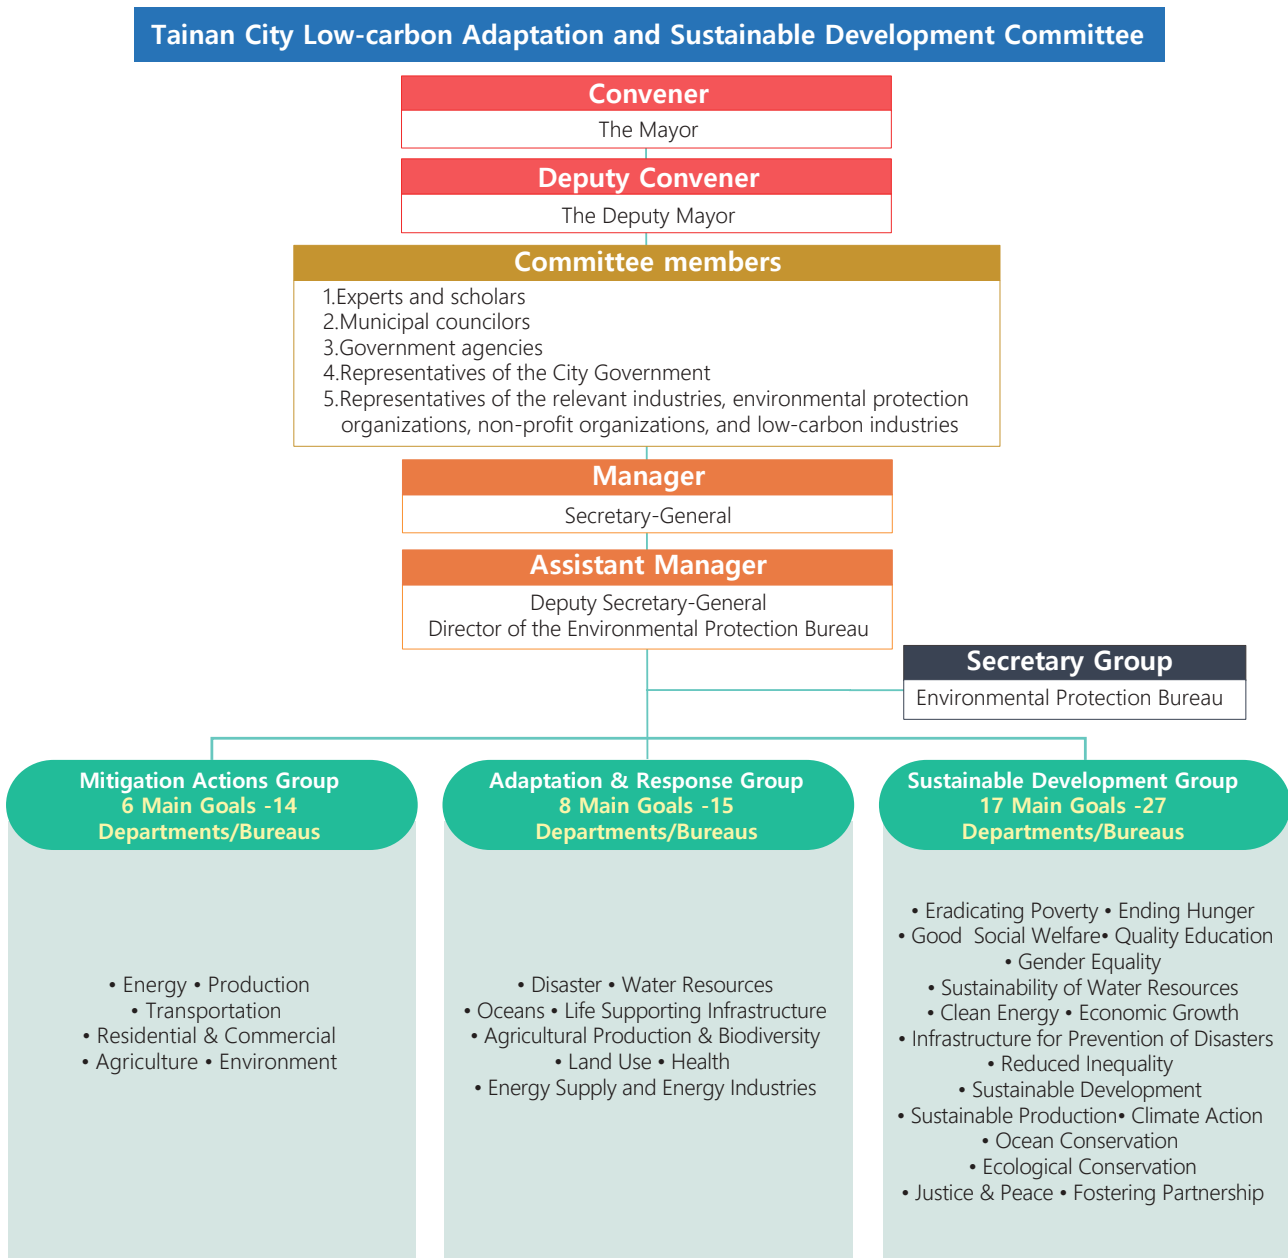 Tainan City Low-carbon Adaptation and Sustainable Development Committee
Convener
The Mayor
Deputy Convener
The Deputy Mayor
Committee members
1.Experts and scholars
2.Municipal councilors
3.Government agencies
4.Representatives of the City Government
5.Representatives of the relevant industries, environmental protection
organizations, non-profit organizations, and low-carbon industries
Manager
Secretary-General
Assistant Manager
Deputy Secretary-General
Director of the Environmental Protection Bureau
Secretary Group
Environmental Protection Bureau
Mitigation Actions Group
6 Main Goals -14
Departments/Bureaus
• Energy • Production
• Transportation
• Residential & Commercial
• Agriculture • Environment
Adaptation & Response Group
8 Main Goals -15
Departments/Bureaus
• Disaster • Water Resources
• Oceans • Life Supporting Infrastructure
• Agricultural Production & Biodiversity
• Land Use • Health
• Energy Supply and Energy Industries
Sustainable Development Group
17 Main Goals -27
Departments/Bureaus
• Eradicating Poverty • Ending Hunger
• Good Social Welfare• Quality Education
• Gender Equality
• Sustainability of Water Resources
• Clean Energy • Economic Growth
• Infrastructure for Prevention of Disasters
• Reduced Inequality
• Sustainable Development
• Sustainable Production• Climate Action
• Ocean Conservation
• Ecological Conservation
• Justice & Peace • Fostering Partnership